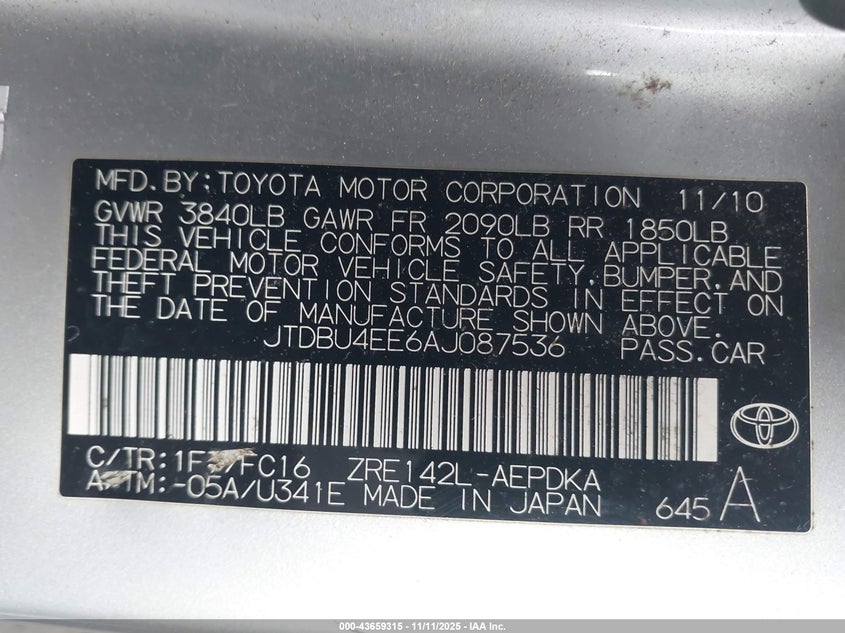 MFD.BY:TOYOTA MOTOR CORPORATION 11/10
GVWR 3840LB GAWR FR 2090LB RR 1850LB
THIS VEHICLE CONFORMS TO ALL APPLICABLE
FEDERAL MOTOR VEHICLE SAFETY,BUMPER,AND
THEFT PREVENTION STANDARDS IN EFFECT ON
THE DATE OF MANUFACTURE SHOWN ABOVE.
JTDBU4EE6AJ087536 PASS.CAR
C/TR: /FC16 ZRE142L-AEPDKA
-05A/U341E MADE IN JAPAN 645 A
000-43659315 - 11/11/2025 - IAA Inc.